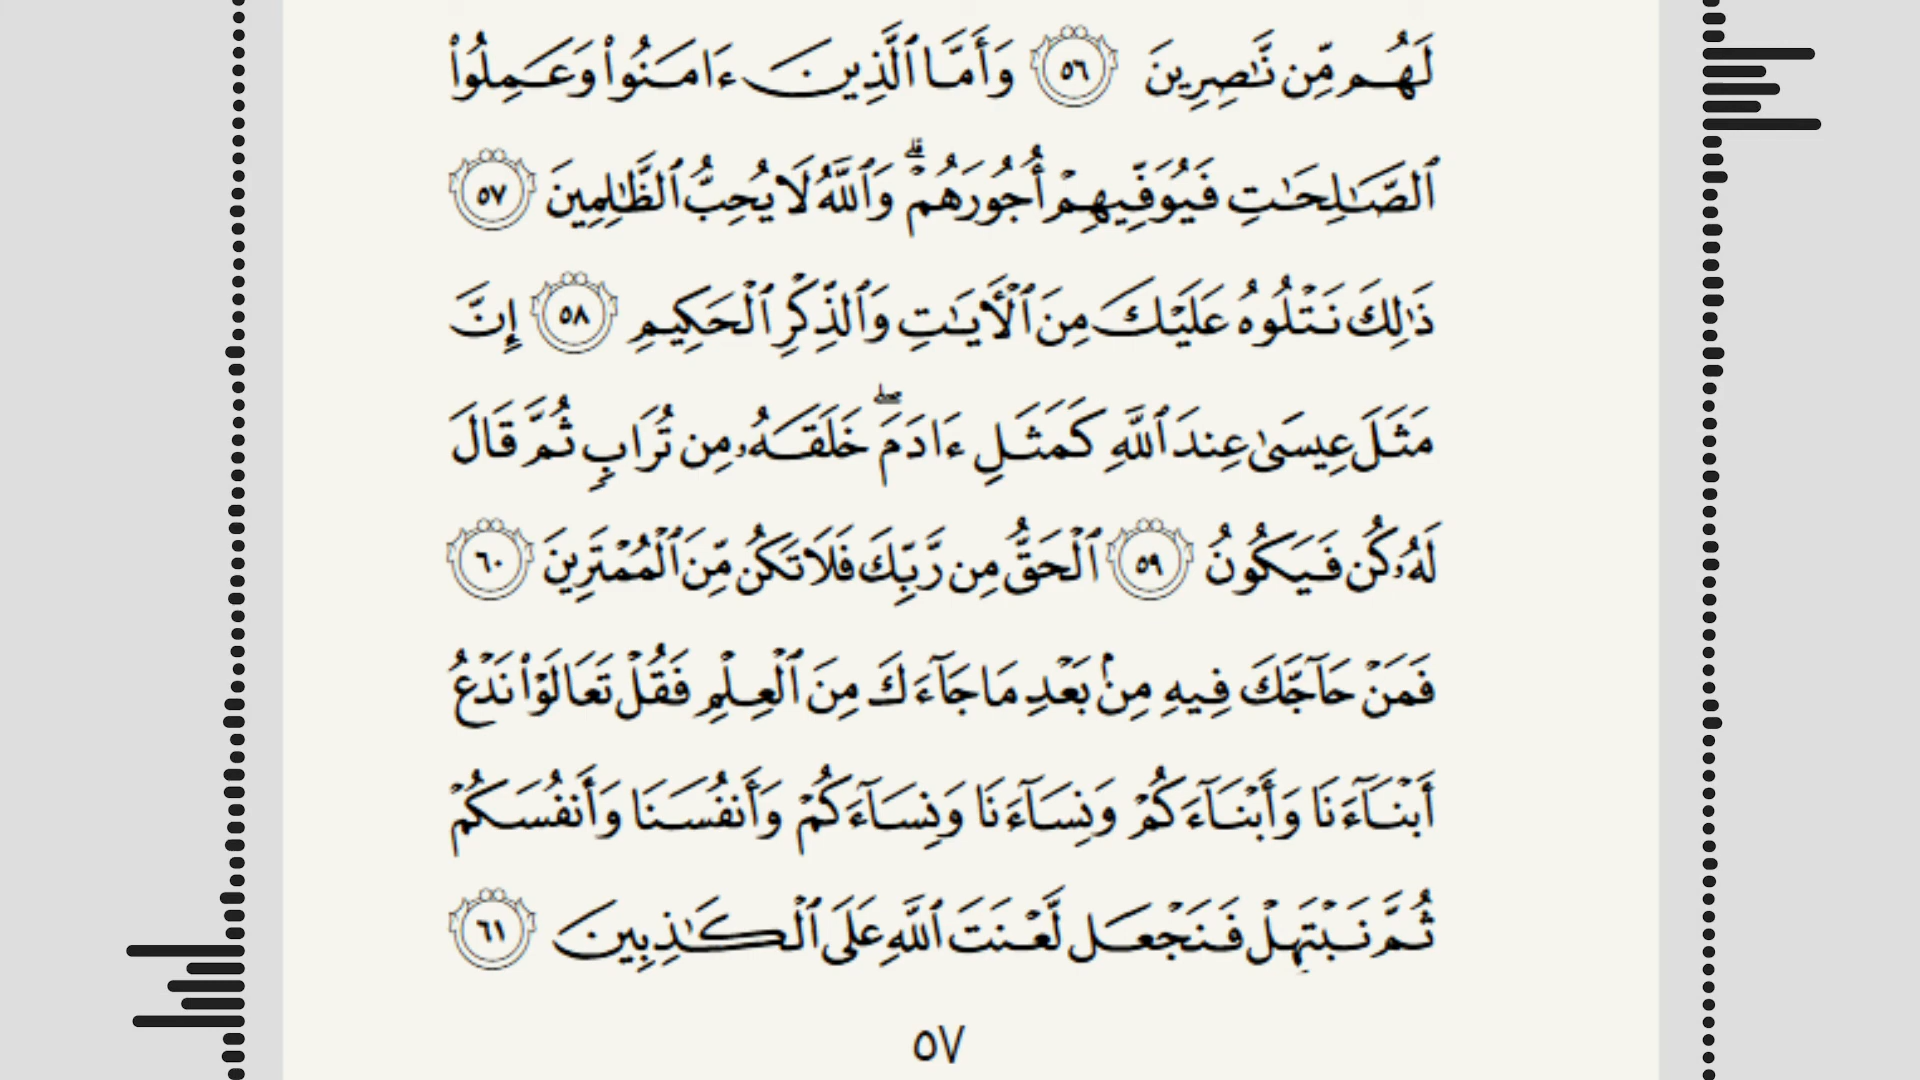 لَهُم مِّن نَّٰصِرِينَ ٥٦ وَأَمَّا ٱلَّذِينَ ءَامَنُوا۟ وَعَمِلُوا۟
ٱلصَّٰلِحَٰتِ فَيُوَفِّيهِمْ أُجُورَهُمْ ۗ وَٱللَّهُ لَا يُحِبُّ ٱلظَّٰلِمِينَ ٥٧
ذَٰلِكَ نَتْلُوهُ عَلَيْكَ مِنَ ٱلْـَٔايَٰتِ وَٱلذِّكْرِ ٱلْحَكِيمِ ٥٨ إِنَّ
مَثَلَ عِيسَىٰ عِندَ ٱللَّهِ كَمَثَلِ ءَادَمَ ۖ خَلَقَهُۥ مِن تُرَابٍ ثُمَّ قَالَ
لَهُۥ كُن فَيَكُونُ ٥٩ ٱلْحَقُّ مِن رَّبِّكَ فَلَا تَكُن مِّنَ ٱلْمُمْتَرِينَ ٦٠
فَمَنْ حَآجَّكَ فِيهِ مِنۢ بَعْدِ مَا جَآءَكَ مِنَ ٱلْعِلْمِ فَقُلْ تَعَالَوْا۟ نَدْعُ
أَبْنَآءَنَا وَأَبْنَآءَكُمْ وَنِسَآءَنَا وَنِسَآءَكُمْ وَأَنفُسَنَا وَأَنفُسَكُمْ
ثُمَّ نَبْتَهِلْ فَنَجْعَل لَّعْنَتَ ٱللَّهِ عَلَى ٱلْكَٰذِبِينَ ٦١
٥٧